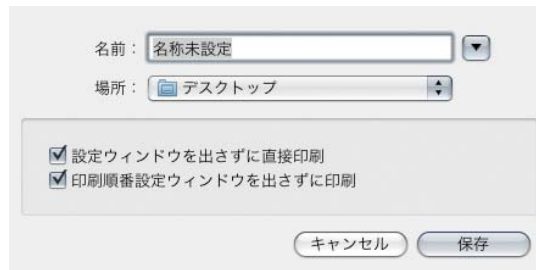 名前： 名称未設定
場所： デスクトップ
設定ウィンドウを出さずに直接印刷
印刷順番設定ウィンドウを出さずに印刷
キャンセル 保存